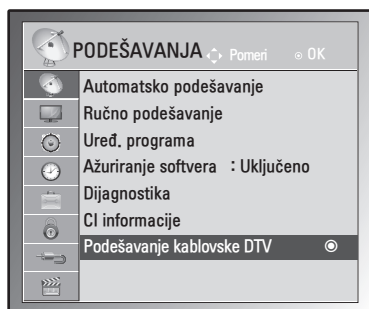 PODEŠAVANJA Pomeri OK
Automatsko podešavanje
Ručno podešavanje
Uređ. programa
Ažuriranje softvera : Uključeno
Dijagnostika
CI informacije
Podešavanje kablovske DTV